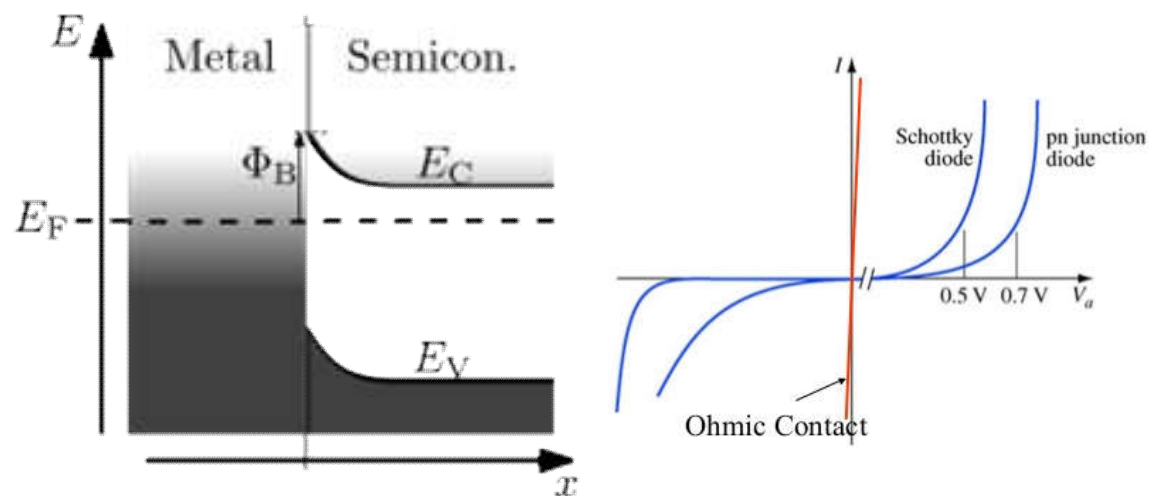 E
Metal
Semicon.
Φ_B
E_C
E_F
E_V
x
I
Schottky
diode
pn junction
diode
0.5 V
0.7 V
V_a
Ohmic Contact